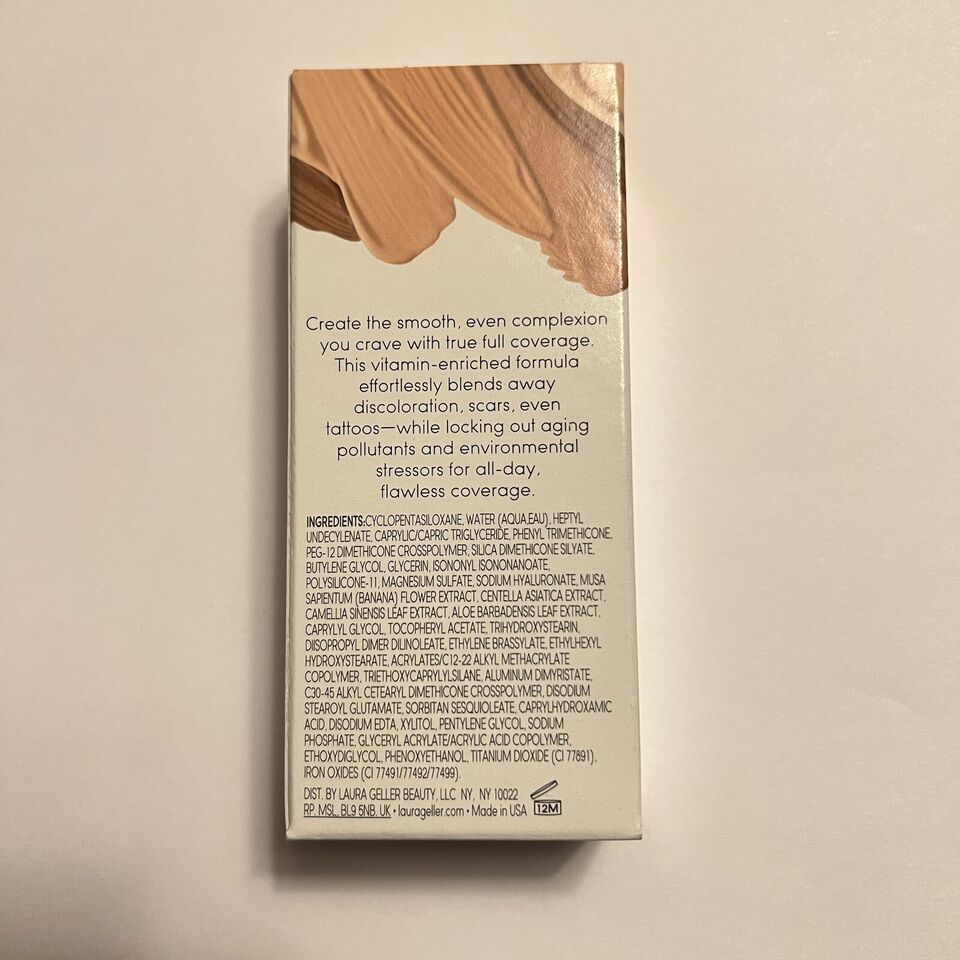 Create the smooth, even complexion
you crave with true full coverage.
This vitamin-enriched formula
effortlessly blends away
discoloration, scars, even
tattoos—while locking out aging
pollutants and environmental
stressors for all-day,
flawless coverage.
INGREDIENTS:CYCLOPENTASILOXANE, WATER (AQUA,EAU), HEPTYL
UNDECYLENATE, CAPRYLIC/CAPRIC TRIGLYCERIDE, PHENYL TRIMETHICONE,
PEG-12 DIMETHICONE CROSSPOLYMER, SILICA DIMETHICONE SILYATE,
BUTYLENE GLYCOL, GLYCERIN, ISONONYL ISONONANOATE,
POLYSILICONE-11, MAGNESIUM SULFATE, SODIUM HYALURONATE, MUSA
SAPIENTUM (BANANA) FLOWER EXTRACT, CENTELLA ASIATICA EXTRACT,
CAMELLIA SINENSIS LEAF EXTRACT, ALOE BARBADENSIS LEAF EXTRACT,
CAPRYLYL GLYCOL, TOCOPHERYL ACETATE, TRIHYDROXYSTEARIN,
DIISOPROPYL DIMER DILINOLEATE, ETHYLENE BRASSYLATE, ETHYLHEXYL
HYDROXYSTEARATE, ACRYLATES/C12-22 ALKYL METHACRYLATE
COPOLYMER, TRIETHOXYCAPRYLYLSILANE, ALUMINUM DIMYRISTATE,
C30-45 ALKYL CETEARYL DIMETHICONE CROSSPOLYMER, DISODIUM
STEAROYL GLUTAMATE, SORBITAN SESQUIOLEATE, CAPRYLHYDROXAMIC
ACID, DISODIUM EDTA, XYLITOL, PENTYLENE GLYCOL, SODIUM
PHOSPHATE, GLYCERYL ACRYLATE/ACRYLIC ACID COPOLYMER,
ETHOXYDIGLYCOL, PHENOXYETHANOL, TITANIUM DIOXIDE (CI 77891),
IRON OXIDES (CI 77491/77492/77499).
DIST. BY LAURA GELLER BEAUTY, LLC NY, NY 10022
RP. MSL, BL9 5NB. UK • laurageller.com • Made in USA
12M